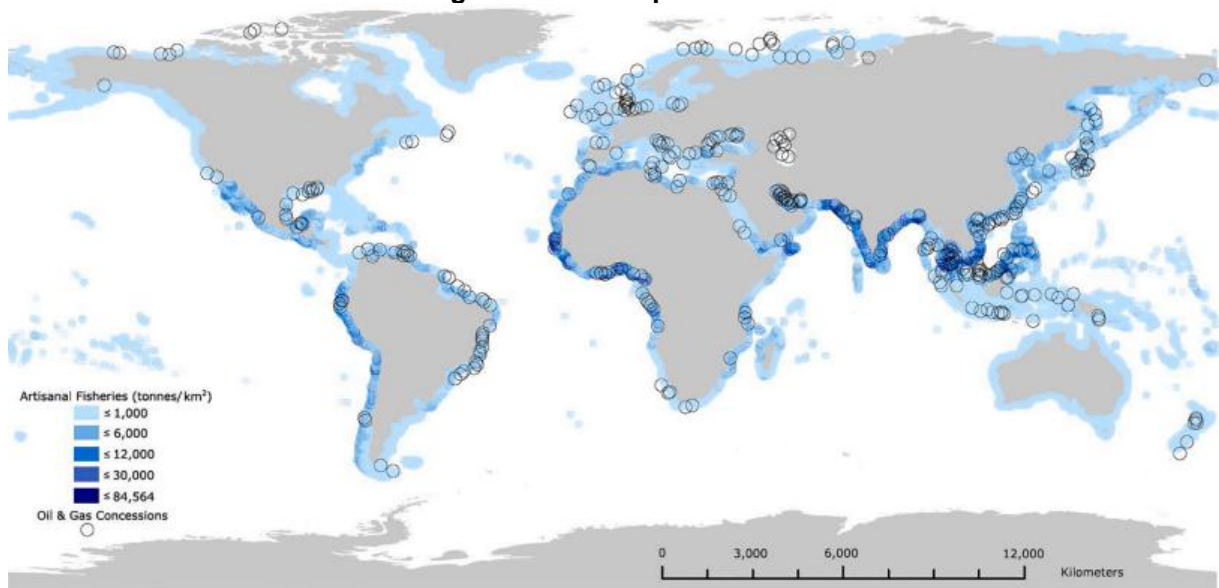 Artisanal Fisheries (tonnes/km²)
≤ 1,000
≤ 6,000
≤ 12,000
≤ 30,000
≤ 84,564
Oil & Gas Concessions
0 3,000 6,000 12,000
Kilometers